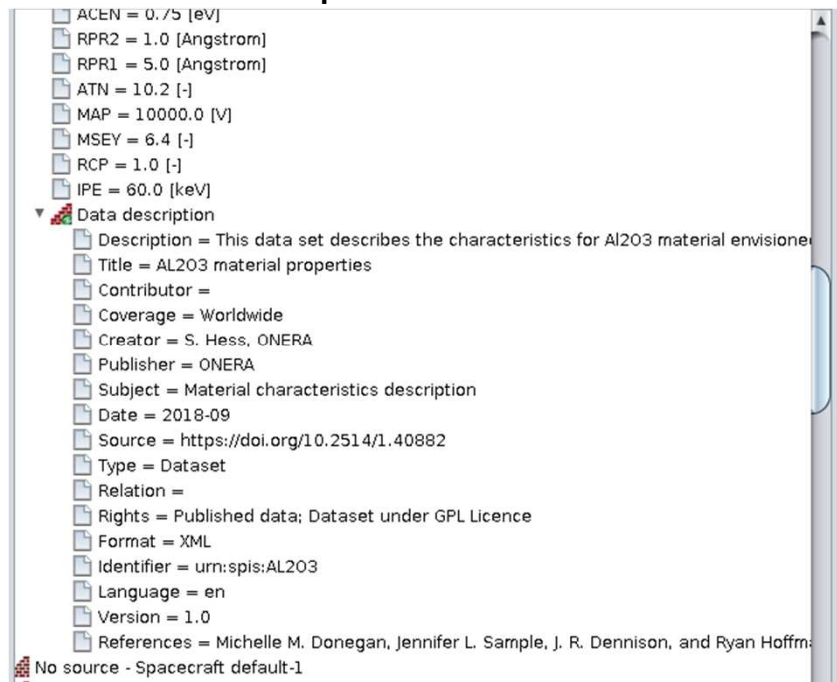 ACEN = 0.75 [eV]
RPR2 = 1.0 [Angstrom]
RPR1 = 5.0 [Angstrom]
ATN = 10.2 [-]
MAP = 10000.0 [V]
MSEY = 6.4 [-]
RCP = 1.0 [-]
IPE = 60.0 [keV]
Data description
Description = This data set describes the characteristics for Al2O3 material envisione
Title = AL2O3 material properties
Contributor =
Coverage = Worldwide
Creator = S. Hess, ONERA
Publisher = ONERA
Subject = Material characteristics description
Date = 2018-09
Source = https://doi.org/10.2514/1.40882
Type = Dataset
Relation =
Rights = Published data; Dataset under GPL Licence
Format = XML
Identifier = urn:spis:AL2O3
Language = en
Version = 1.0
References = Michelle M. Donegan, Jennifer L. Sample, J. R. Dennison, and Ryan Hoffm
No source - Spacecraft default-1